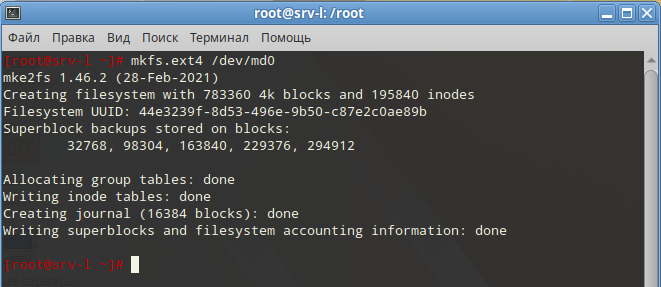 root@srv-l: /root
Файл Правка Вид Поиск Терминал Помощь
[root@srv-l ~]# mkfs.ext4 /dev/md0
mke2fs 1.46.2 (28-Feb-2021)
Creating filesystem with 783360 4k blocks and 195840 inodes
Filesystem UUID: 44e3239f-8d53-496e-9b50-c87e2c0ae89b
Superblock backups stored on blocks:
32768, 98304, 163840, 229376, 294912
Allocating group tables: done
Writing inode tables: done
Creating journal (16384 blocks): done
Writing superblocks and filesystem accounting information: done
[root@srv-l ~]#